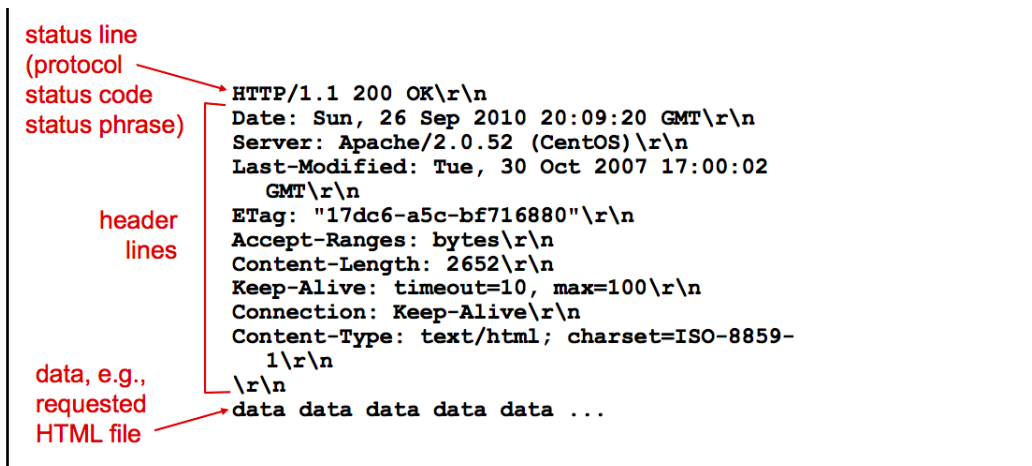 status line
(protocol
status code
status phrase)
HTTP/1.1 200 OK\r\n
Date: Sun, 26 Sep 2010 20:09:20 GMT\r\n
Server: Apache/2.0.52 (CentOS)\r\n
Last-Modified: Tue, 30 Oct 2007 17:00:02
GMT\r\n
ETag: "17dc6-a5c-bf716880"\r\n
Accept-Ranges: bytes\r\n
Content-Length: 2652\r\n
Keep-Alive: timeout=10, max=100\r\n
Connection: Keep-Alive\r\n
Content-Type: text/html; charset=ISO-8859-
1\r\n
\r\n
data data data data data ...
header
lines
data, e.g.,
requested
HTML file